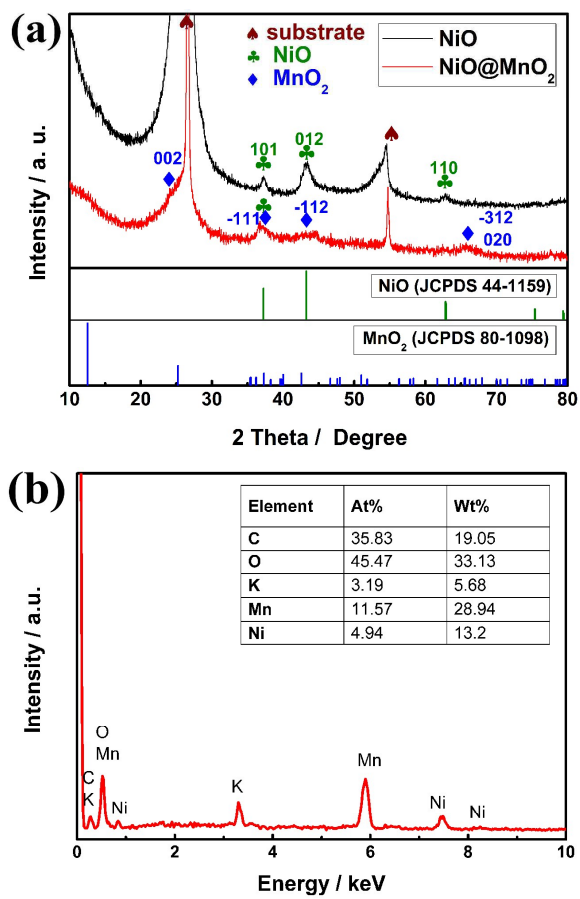 (a)
♠ substrate
♣ NiO
♦ MnO₂
NiO
NiO@MnO₂
002
101
012
110
-111
-112
-312
020
Intensity / a. u.
NiO (JCPDS 44-1159)
MnO₂ (JCPDS 80-1098)
10 20 30 40 50 60 70 80
2 Theta / Degree
(b)
Element At% Wt%
C 35.83 19.05
O 45.47 33.13
K 3.19 5.68
Mn 11.57 28.94
Ni 4.94 13.2
Intensity / a.u.
O
Mn
C
K
Ni
K
Mn
Ni
Ni
0 2 4 6 8 10
Energy / keV